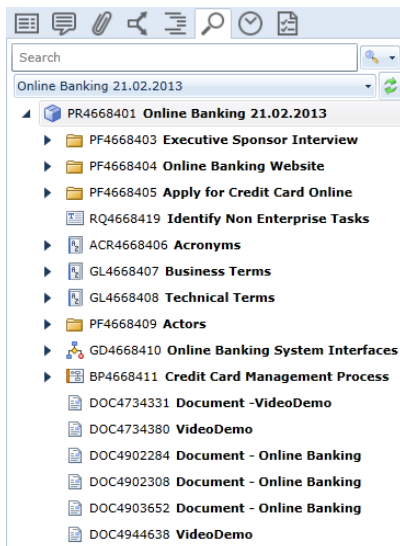 Search
Online Banking 21.02.2013
PR4668401 Online Banking 21.02.2013
PF4668403 Executive Sponsor Interview
PF4668404 Online Banking Website
PF4668405 Apply for Credit Card Online
RQ4668419 Identify Non Enterprise Tasks
ACR4668406 Acronyms
GL4668407 Business Terms
GL4668408 Technical Terms
PF4668409 Actors
GD4668410 Online Banking System Interfaces
BP4668411 Credit Card Management Process
DOC4734331 Document -VideoDemo
DOC4734380 VideoDemo
DOC4902284 Document - Online Banking
DOC4902308 Document - Online Banking
DOC4903652 Document - Online Banking
DOC4944638 VideoDemo